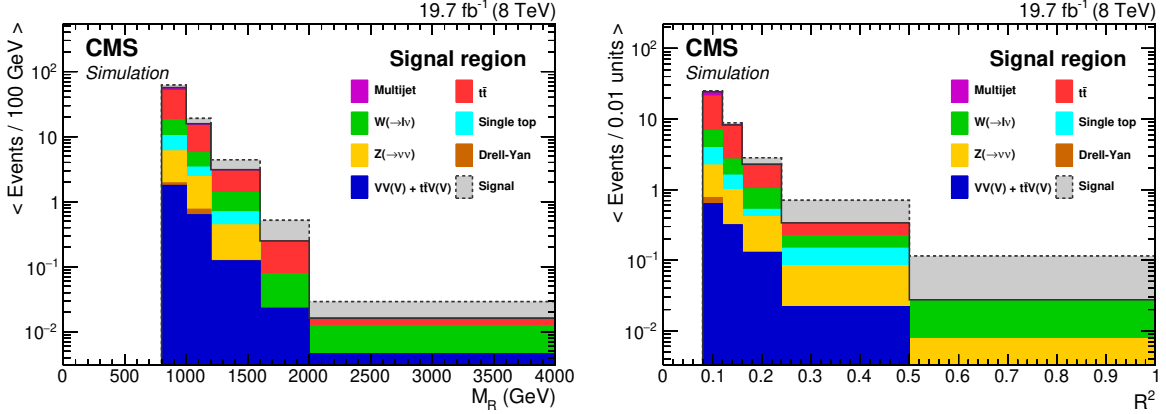 19.7 fb⁻¹ (8 TeV)
CMS
Simulation
Signal region
Multijet
tt̄
W(→lν)
Single top
Z(→νν)
Drell-Yan
VV(V) + tt̄V(V)
Signal
< Events / 100 GeV >
10²
10
1
10⁻¹
10⁻²
0 500 1000 1500 2000 2500 3000 3500 4000
M_R (GeV)
19.7 fb⁻¹ (8 TeV)
CMS
Simulation
Signal region
Multijet
tt̄
W(→lν)
Single top
Z(→νν)
Drell-Yan
VV(V) + tt̄V(V)
Signal
< Events / 0.01 units >
10²
10
1
10⁻¹
10⁻²
0 0.1 0.2 0.3 0.4 0.5 0.6 0.7 0.8 0.9 1
R²